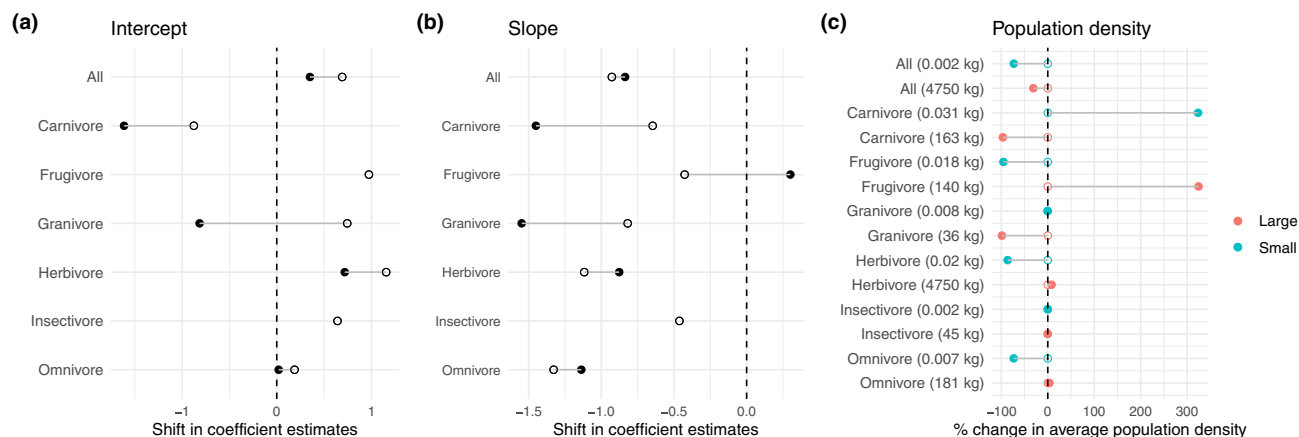 (a)
Intercept
All
Carnivore
Frugivore
Granivore
Herbivore
Insectivore
Omnivore
−1
0
1
Shift in coefficient estimates
(b)
Slope
All
Carnivore
Frugivore
Granivore
Herbivore
Insectivore
Omnivore
−1.5
−1.0
−0.5
0.0
Shift in coefficient estimates
(c)
Population density
All (0.002 kg)
All (4750 kg)
Carnivore (0.031 kg)
Carnivore (163 kg)
Frugivore (0.018 kg)
Frugivore (140 kg)
Granivore (0.008 kg)
Granivore (36 kg)
Herbivore (0.02 kg)
Herbivore (4750 kg)
Insectivore (0.002 kg)
Insectivore (45 kg)
Omnivore (0.007 kg)
Omnivore (181 kg)
−100
0
100
200
300
% change in average population density
Large
Small